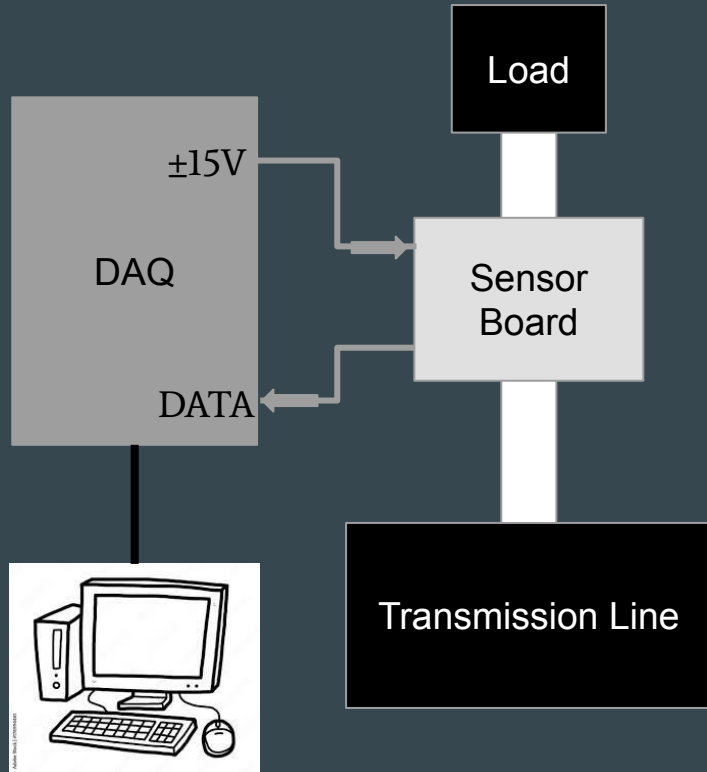 Load
±15V
DAQ
Sensor
Board
DATA
Transmission Line